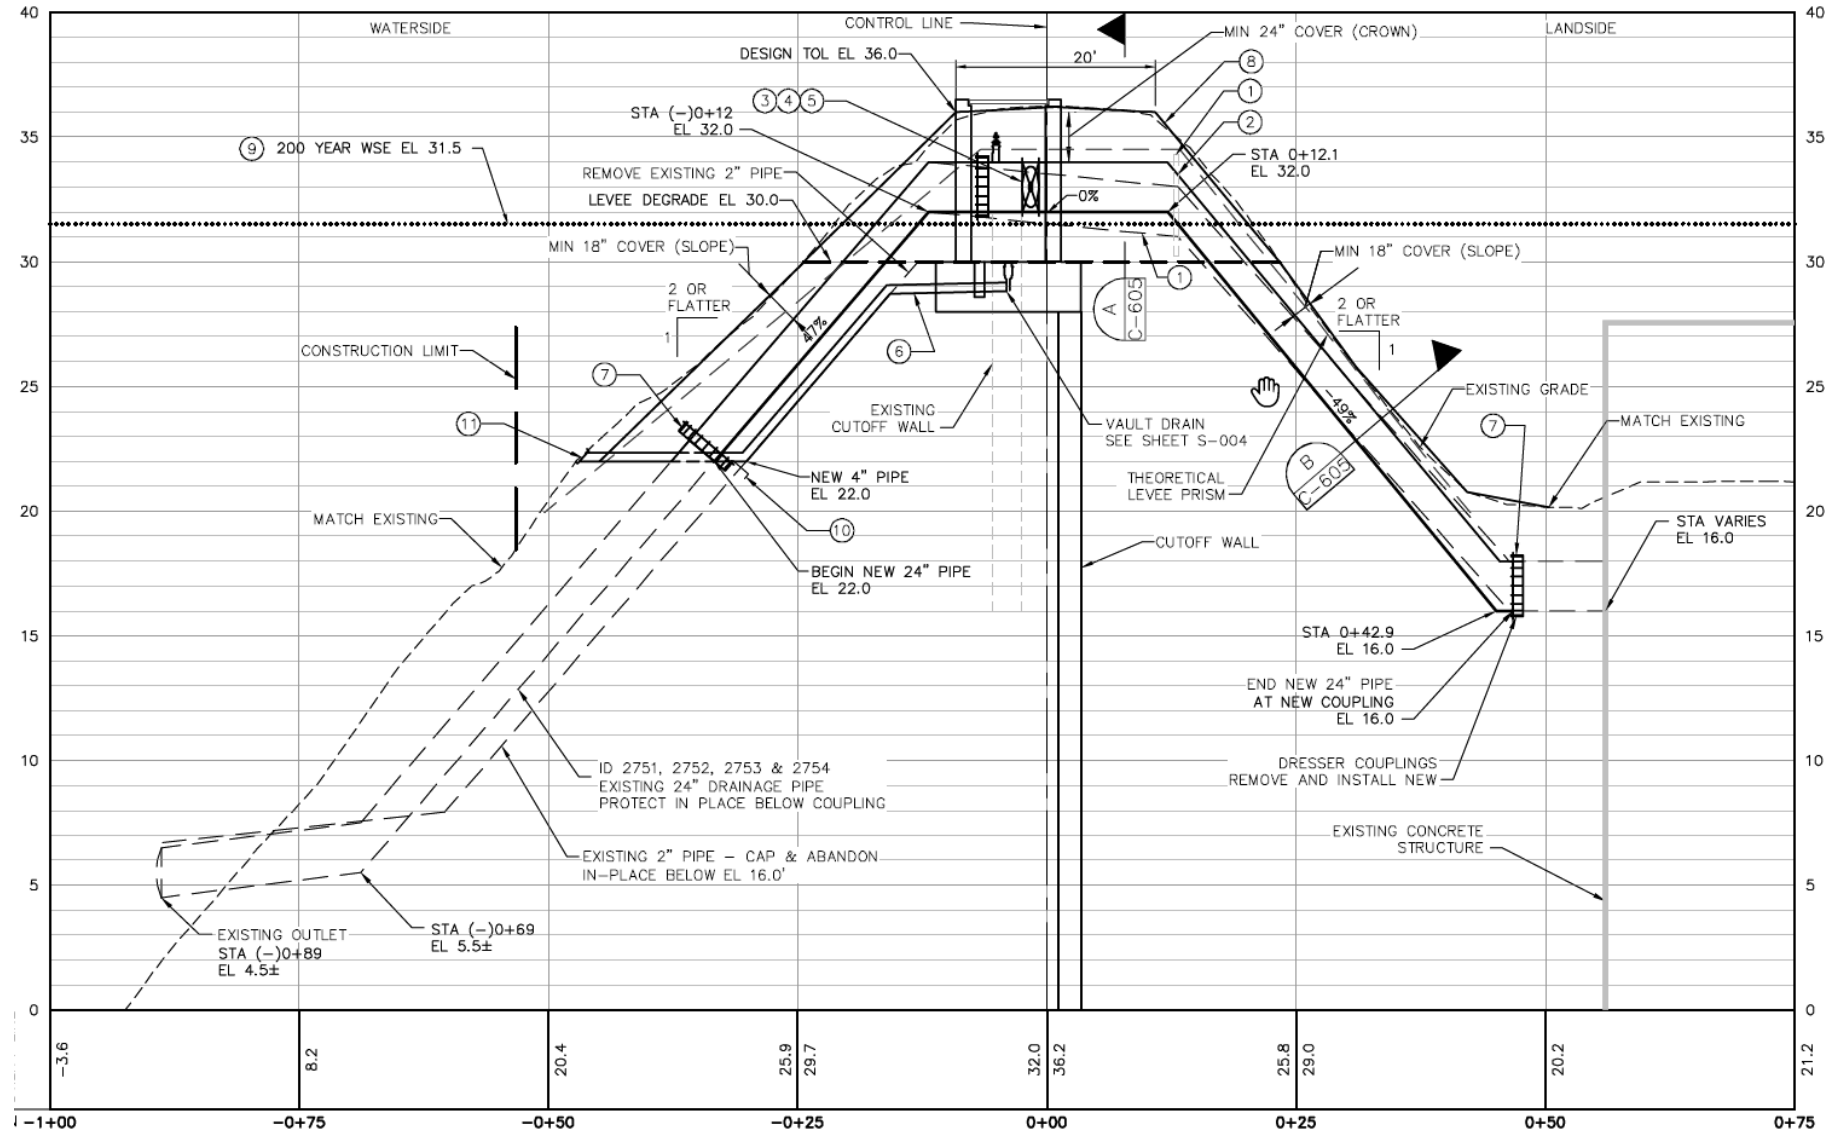 40
35
30
25
20
15
10
5
0
40
35
30
25
20
15
10
5
0
WATERSIDE
CONTROL LINE
LANDSIDE
MIN 24" COVER (CROWN)
DESIGN TOL EL 36.0
20'
8
1
2
3 4 5
STA (-)0+12
EL 32.0
9 200 YEAR WSE EL 31.5
REMOVE EXISTING 2" PIPE
LEVEE DEGRADE EL 30.0
STA 0+12.1
EL 32.0
0%
MIN 18" COVER (SLOPE)
MIN 18" COVER (SLOPE)
1
2 OR
FLATTER
1
2 OR
FLATTER
1
47%
A
C-605
CONSTRUCTION LIMIT
6
7
11
EXISTING
CUTOFF WALL
VAULT DRAIN
SEE SHEET S-004
-49%
EXISTING GRADE
MATCH EXISTING
7
B
C-605
NEW 4" PIPE
EL 22.0
THEORETICAL
LEVEE PRISM
MATCH EXISTING
10
CUTOFF WALL
STA VARIES
EL 16.0
BEGIN NEW 24" PIPE
EL 22.0
STA 0+42.9
EL 16.0
END NEW 24" PIPE
AT NEW COUPLING
EL 16.0
ID 2751, 2752, 2753 & 2754
EXISTING 24" DRAINAGE PIPE
PROTECT IN PLACE BELOW COUPLING
DRESSER COUPLINGS
REMOVE AND INSTALL NEW
EXISTING CONCRETE
STRUCTURE
EXISTING 2" PIPE - CAP & ABANDON
IN-PLACE BELOW EL 16.0'
EXISTING OUTLET
STA (-)0+89
EL 4.5±
STA (-)0+69
EL 5.5±
-3.6
8.2
20.4
25.9
29.7
32.0
36.2
25.8
29.0
20.2
21.2
-1+00
-0+75
-0+50
-0+25
0+00
0+25
0+50
0+75